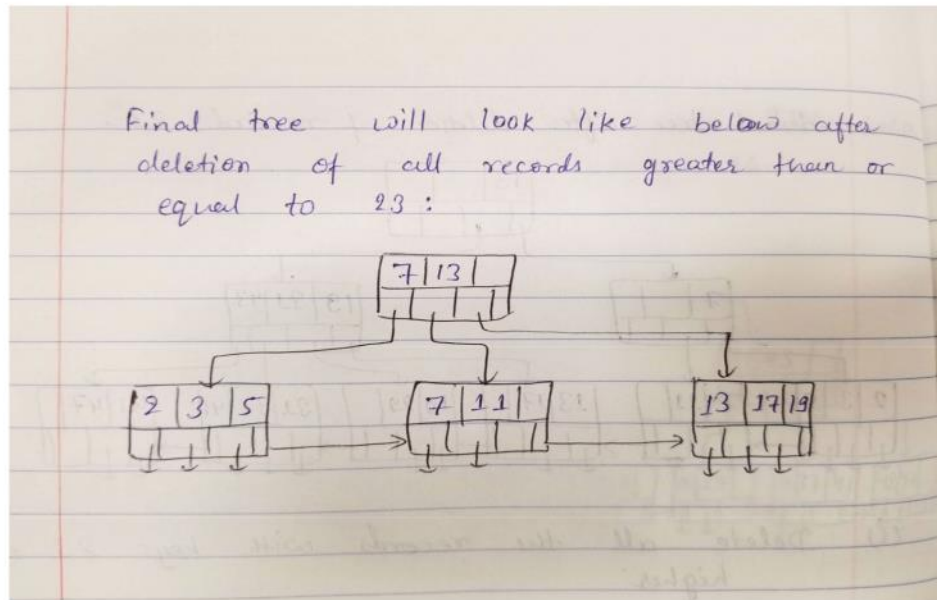 Final tree will look like below after
deletion of all records greater than or
equal to 23 :
7 13
2 3 5 7 11 13 17 19